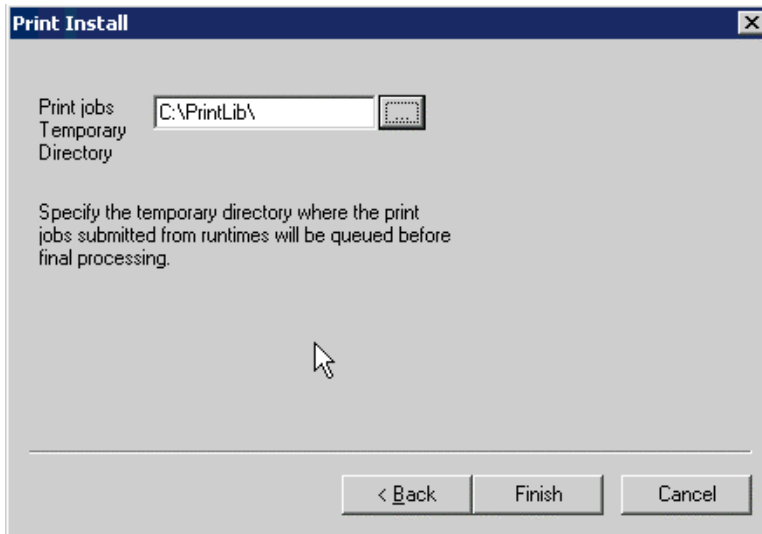 Print Install
Print jobs
Temporary
Directory
C:\PrintLib\
...
Specify the temporary directory where the print
jobs submitted from runtimes will be queued before
final processing.
< Back
Finish
Cancel